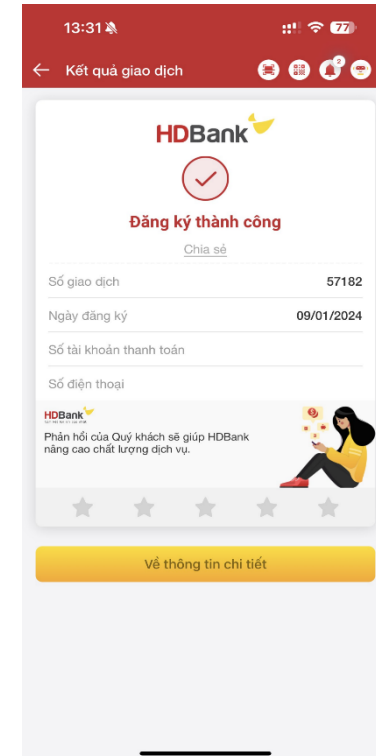 13:31
77
Kết quả giao dịch
2
HDBank
Đăng ký thành công
Chia sẻ
Số giao dịch 57182
Ngày đăng ký 09/01/2024
Số tài khoản thanh toán
Số điện thoại
HDBank
Phản hồi của Quý khách sẽ giúp HDBank
nâng cao chất lượng dịch vụ.
Về thông tin chi tiết